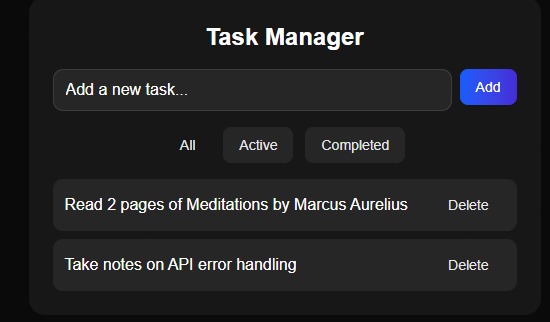 Task Manager
Add a new task...
Add
All
Active
Completed
Read 2 pages of Meditations by Marcus Aurelius
Delete
Take notes on API error handling
Delete